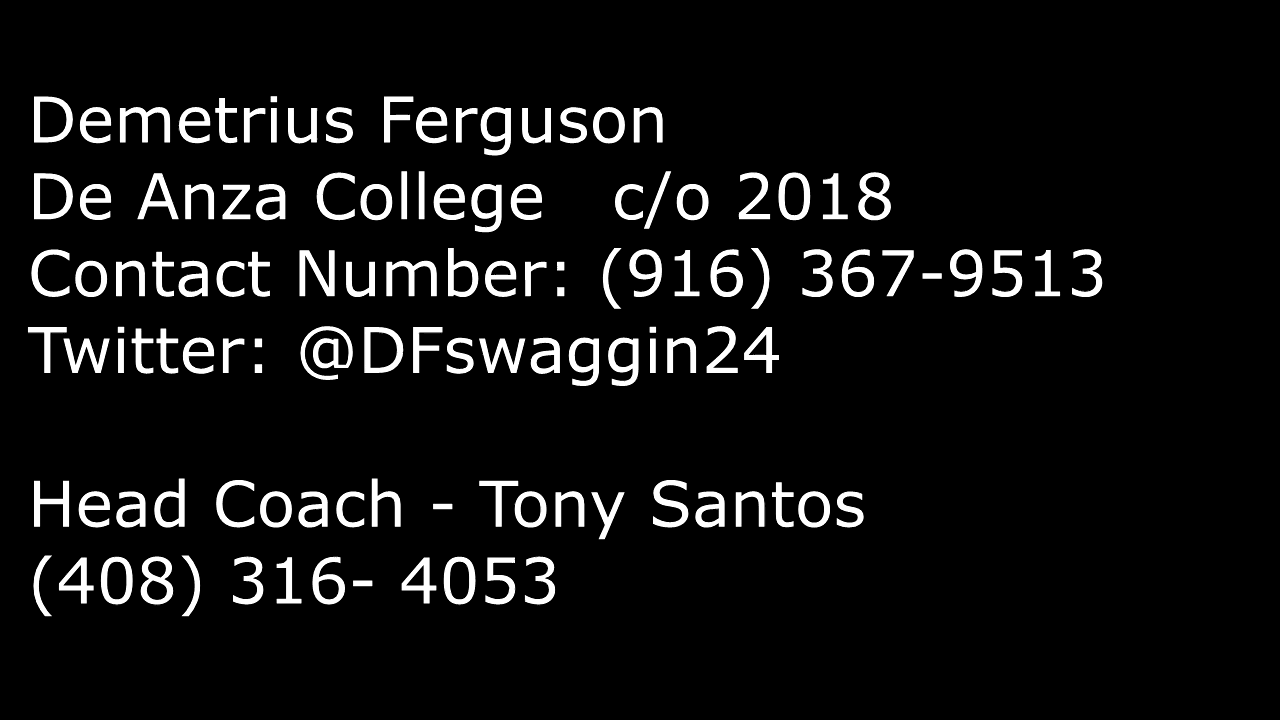 Demetrius Ferguson
De Anza College   c/o 2018
Contact Number: (916) 367-9513
Twitter: @DFswaggin24
Head Coach - Tony Santos
(408) 316- 4053